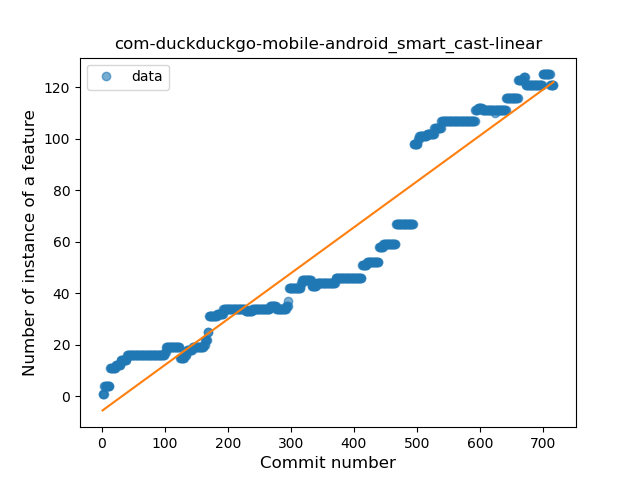 com-duckduckgo-mobile-android_smart_cast-linear
data
Number of instance of a feature
120
100
80
60
40
20
0
0 100 200 300 400 500 600 700
Commit number